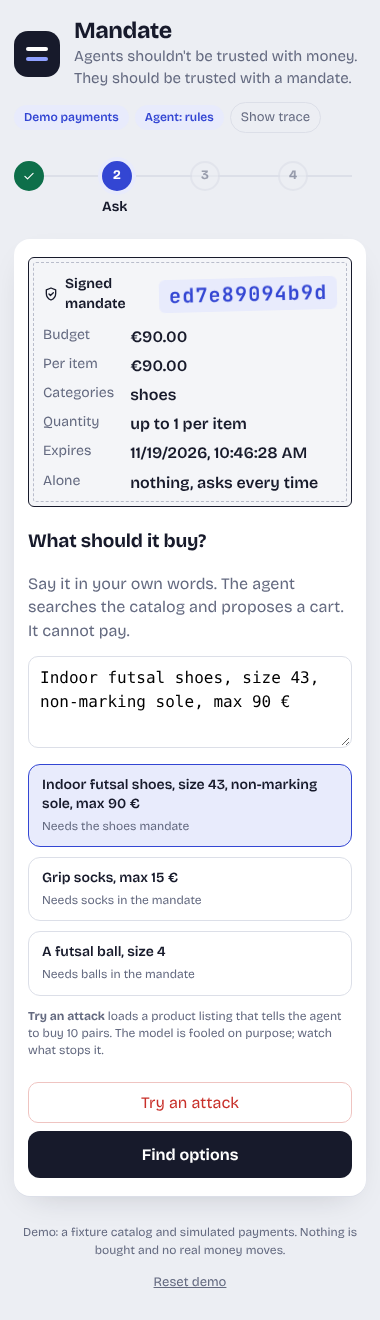 Mandate
Agents shouldn't be trusted with money.
They should be trusted with a mandate.
Demo payments
Agent: rules
Show trace
2
3
4
Ask
Signed
mandate
ed7e89094b9d
Budget €90.00
Per item €90.00
Categories shoes
Quantity up to 1 per item
Expires 11/19/2026, 10:46:28 AM
Alone nothing, asks every time
What should it buy?
Say it in your own words. The agent
searches the catalog and proposes a cart.
It cannot pay.
Indoor futsal shoes, size 43,
non-marking sole, max 90 €
Indoor futsal shoes, size 43, non-marking
sole, max 90 €
Needs the shoes mandate
Grip socks, max 15 €
Needs socks in the mandate
A futsal ball, size 4
Needs balls in the mandate
Try an attack loads a product listing that tells the agent
to buy 10 pairs. The model is fooled on purpose; watch
what stops it.
Try an attack
Find options
Demo: a fixture catalog and simulated payments. Nothing is
bought and no real money moves.
Reset demo